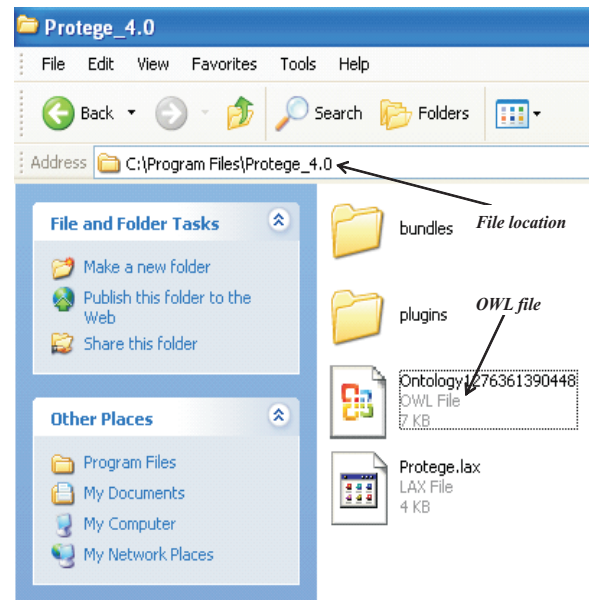 Protege_4.0
File Edit View Favorites Tools Help
Back Search Folders
Address C:\Program Files\Protege_4.0
File and Folder Tasks
Make a new folder
Publish this folder to the
Web
Share this folder
Other Places
Program Files
My Documents
My Computer
My Network Places
File location
bundles
OWL file
plugins
Ontology1276361390448
OWL File
7 KB
Protege.lax
LAX File
4 KB